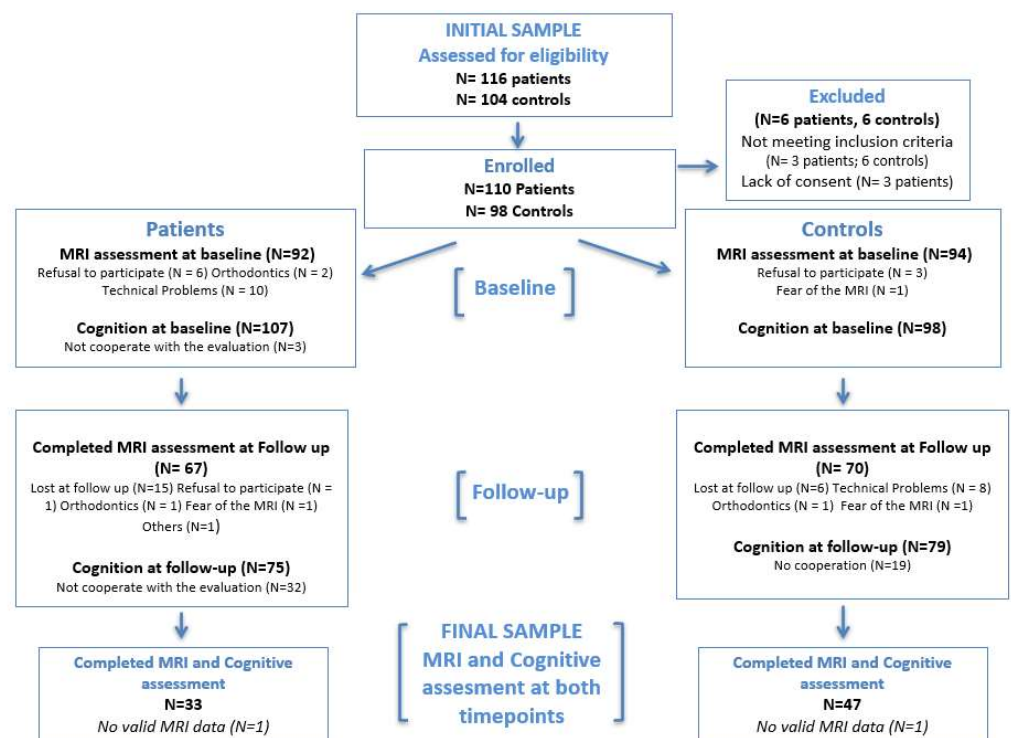 INITIAL SAMPLE
Assessed for eligibility
N= 116 patients
N= 104 controls
Excluded
(N=6 patients, 6 controls)
Not meeting inclusion criteria
(N= 3 patients; 6 controls)
Lack of consent (N= 3 patients)
Enrolled
N=110 Patients
N= 98 Controls
Patients
MRI assessment at baseline (N=92)
Refusal to participate (N = 6) Orthodontics (N = 2)
Technical Problems (N = 10)
Cognition at baseline (N=107)
Not cooperate with the evaluation (N=3)
Baseline
Controls
MRI assessment at baseline (N=94)
Refusal to participate (N = 3)
Fear of the MRI (N =1)
Cognition at baseline (N=98)
Completed MRI assessment at Follow up
(N= 67)
Lost at follow up (N=15) Refusal to participate (N =
1) Orthodontics (N = 1) Fear of the MRI (N =1)
Others (N=1)
Cognition at follow-up (N=75)
Not cooperate with the evaluation (N=32)
Follow-up
Completed MRI assessment at Follow up
(N= 70)
Lost at follow up (N=6) Technical Problems (N = 8)
Orthodontics (N = 1) Fear of the MRI (N =1)
Cognition at follow-up (N=79)
No cooperation (N=19)
Completed MRI and Cognitive
assessment
N=33
No valid MRI data (N=1)
FINAL SAMPLE
MRI and Cognitive
assesment at both
timepoints
Completed MRI and Cognitive
assessment
N=47
No valid MRI data (N=1)